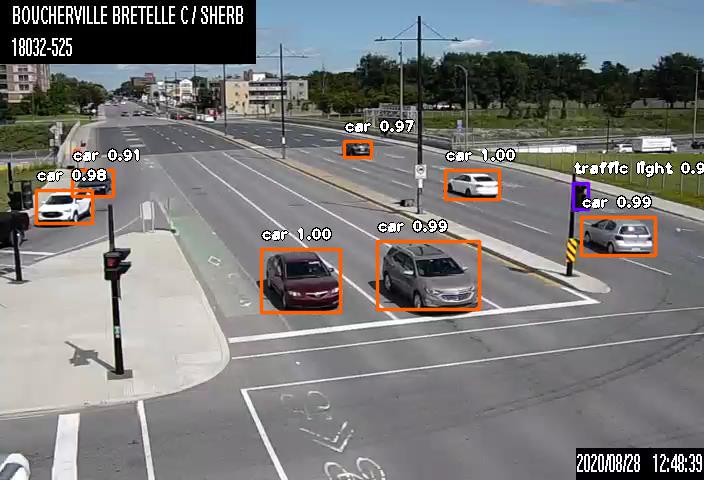 BOUCHERVILLE BRETELLE C / SHERB
18032-525
car 0.97
car 0.91
car 1.00
traffic light 0.9
car 0.98
car 0.99
car 0.99
car 1.00
2020/08/28 12:48:39